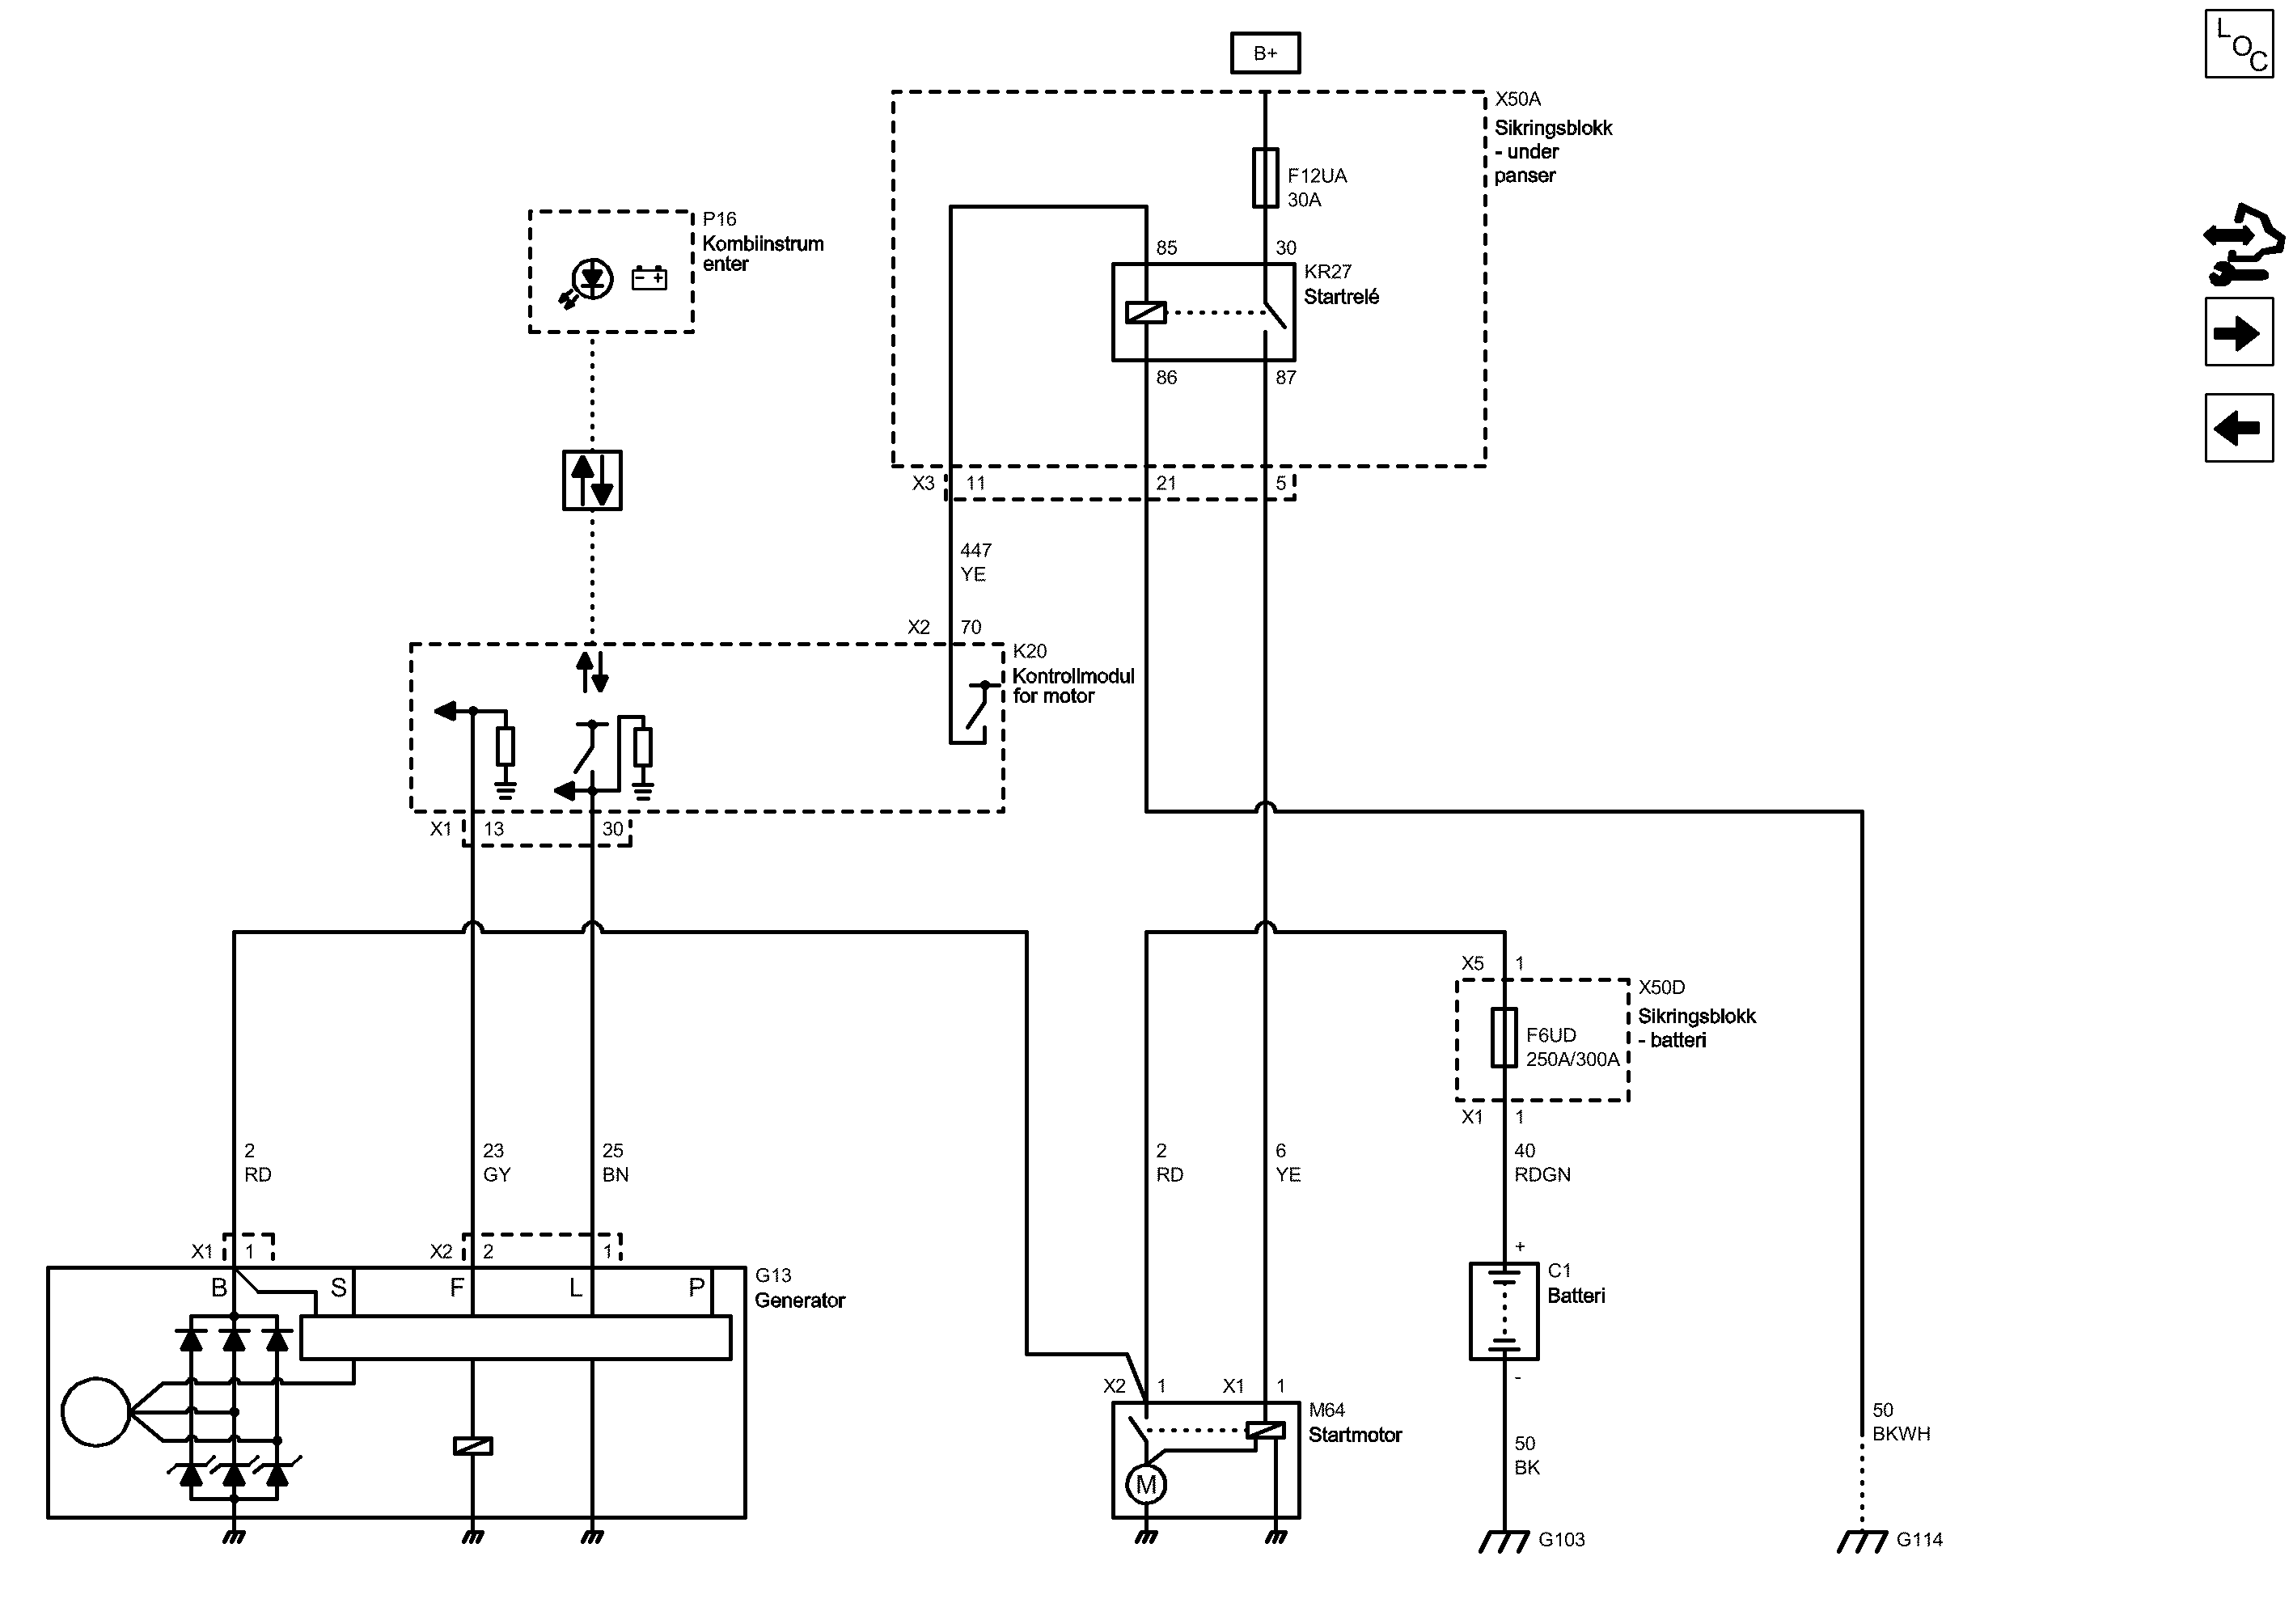 L
O
C
B+
X50A
Sikringsblokk
- under
panser
F12UA
30A
P16
Kombiinstrum
enter
- +
85
30
KR27
Startrelé
86
87
X3
11
21
5
447
YE
X2
70
K20
Kontrollmodul
for motor
X1
13
30
X5
1
X50D
Sikringsblokk
- batteri
F6UD
250A/300A
X1
1
2
RD
23
GY
25
BN
2
RD
6
YE
40
RDGN
X1
1
X2
2
1
+
B
S
F
L
P
G13
Generator
C1
Batteri
-
X2
1
X1
1
M64
Startmotor
M
50
BK
50
BKWH
G103
G114